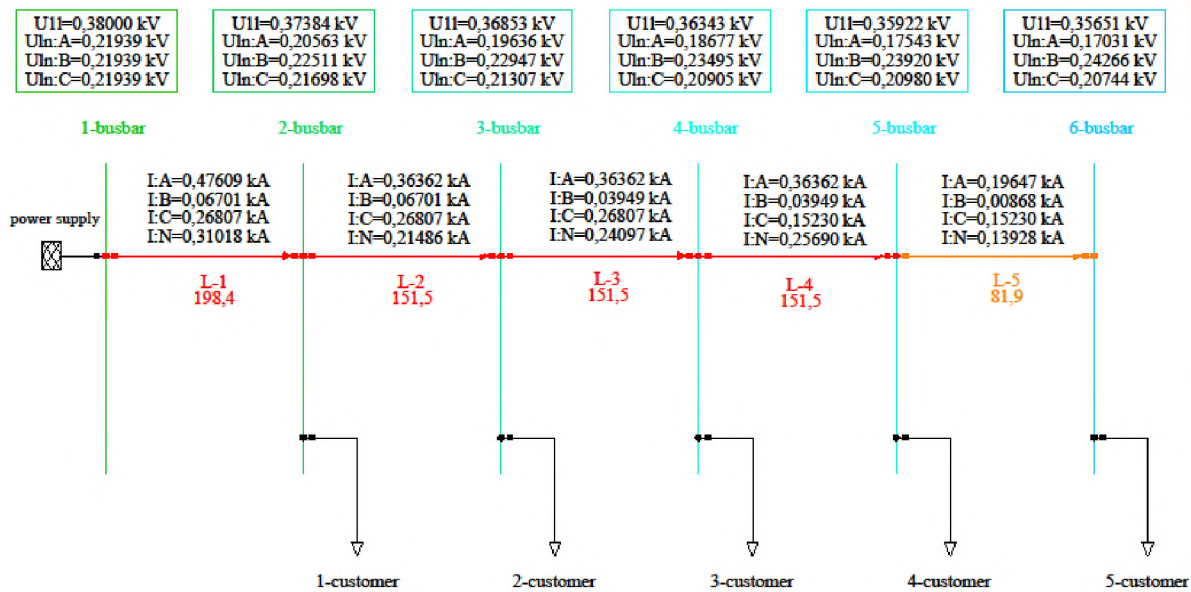 Ull=0,38000 kV
Uln:A=0,21939 kV
Uln:B=0,21939 kV
Uln:C=0,21939 kV
Ull=0,37384 kV
Uln:A=0,20563 kV
Uln:B=0,22511 kV
Uln:C=0,21698 kV
Ull=0,36853 kV
Uln:A=0,19636 kV
Uln:B=0,22947 kV
Uln:C=0,21307 kV
Ull=0,36343 kV
Uln:A=0,18677 kV
Uln:B=0,23495 kV
Uln:C=0,20905 kV
Ull=0,35922 kV
Uln:A=0,17543 kV
Uln:B=0,23920 kV
Uln:C=0,20980 kV
Ull=0,35651 kV
Uln:A=0,17031 kV
Uln:B=0,24266 kV
Uln:C=0,20744 kV
1-busbar
2-busbar
3-busbar
4-busbar
5-busbar
6-busbar
power supply
I:A=0,47609 kA
I:B=0,06701 kA
I:C=0,26807 kA
I:N=0,31018 kA
I:A=0,36362 kA
I:B=0,06701 kA
I:C=0,26807 kA
I:N=0,21486 kA
I:A=0,36362 kA
I:B=0,03949 kA
I:C=0,26807 kA
I:N=0,24097 kA
I:A=0,36362 kA
I:B=0,03949 kA
I:C=0,15230 kA
I:N=0,25690 kA
I:A=0,19647 kA
I:B=0,00868 kA
I:C=0,15230 kA
I:N=0,13928 kA
L-1
198,4
L-2
151,5
L-3
151,5
L-4
151,5
L-5
81,9
1-customer
2-customer
3-customer
4-customer
5-customer